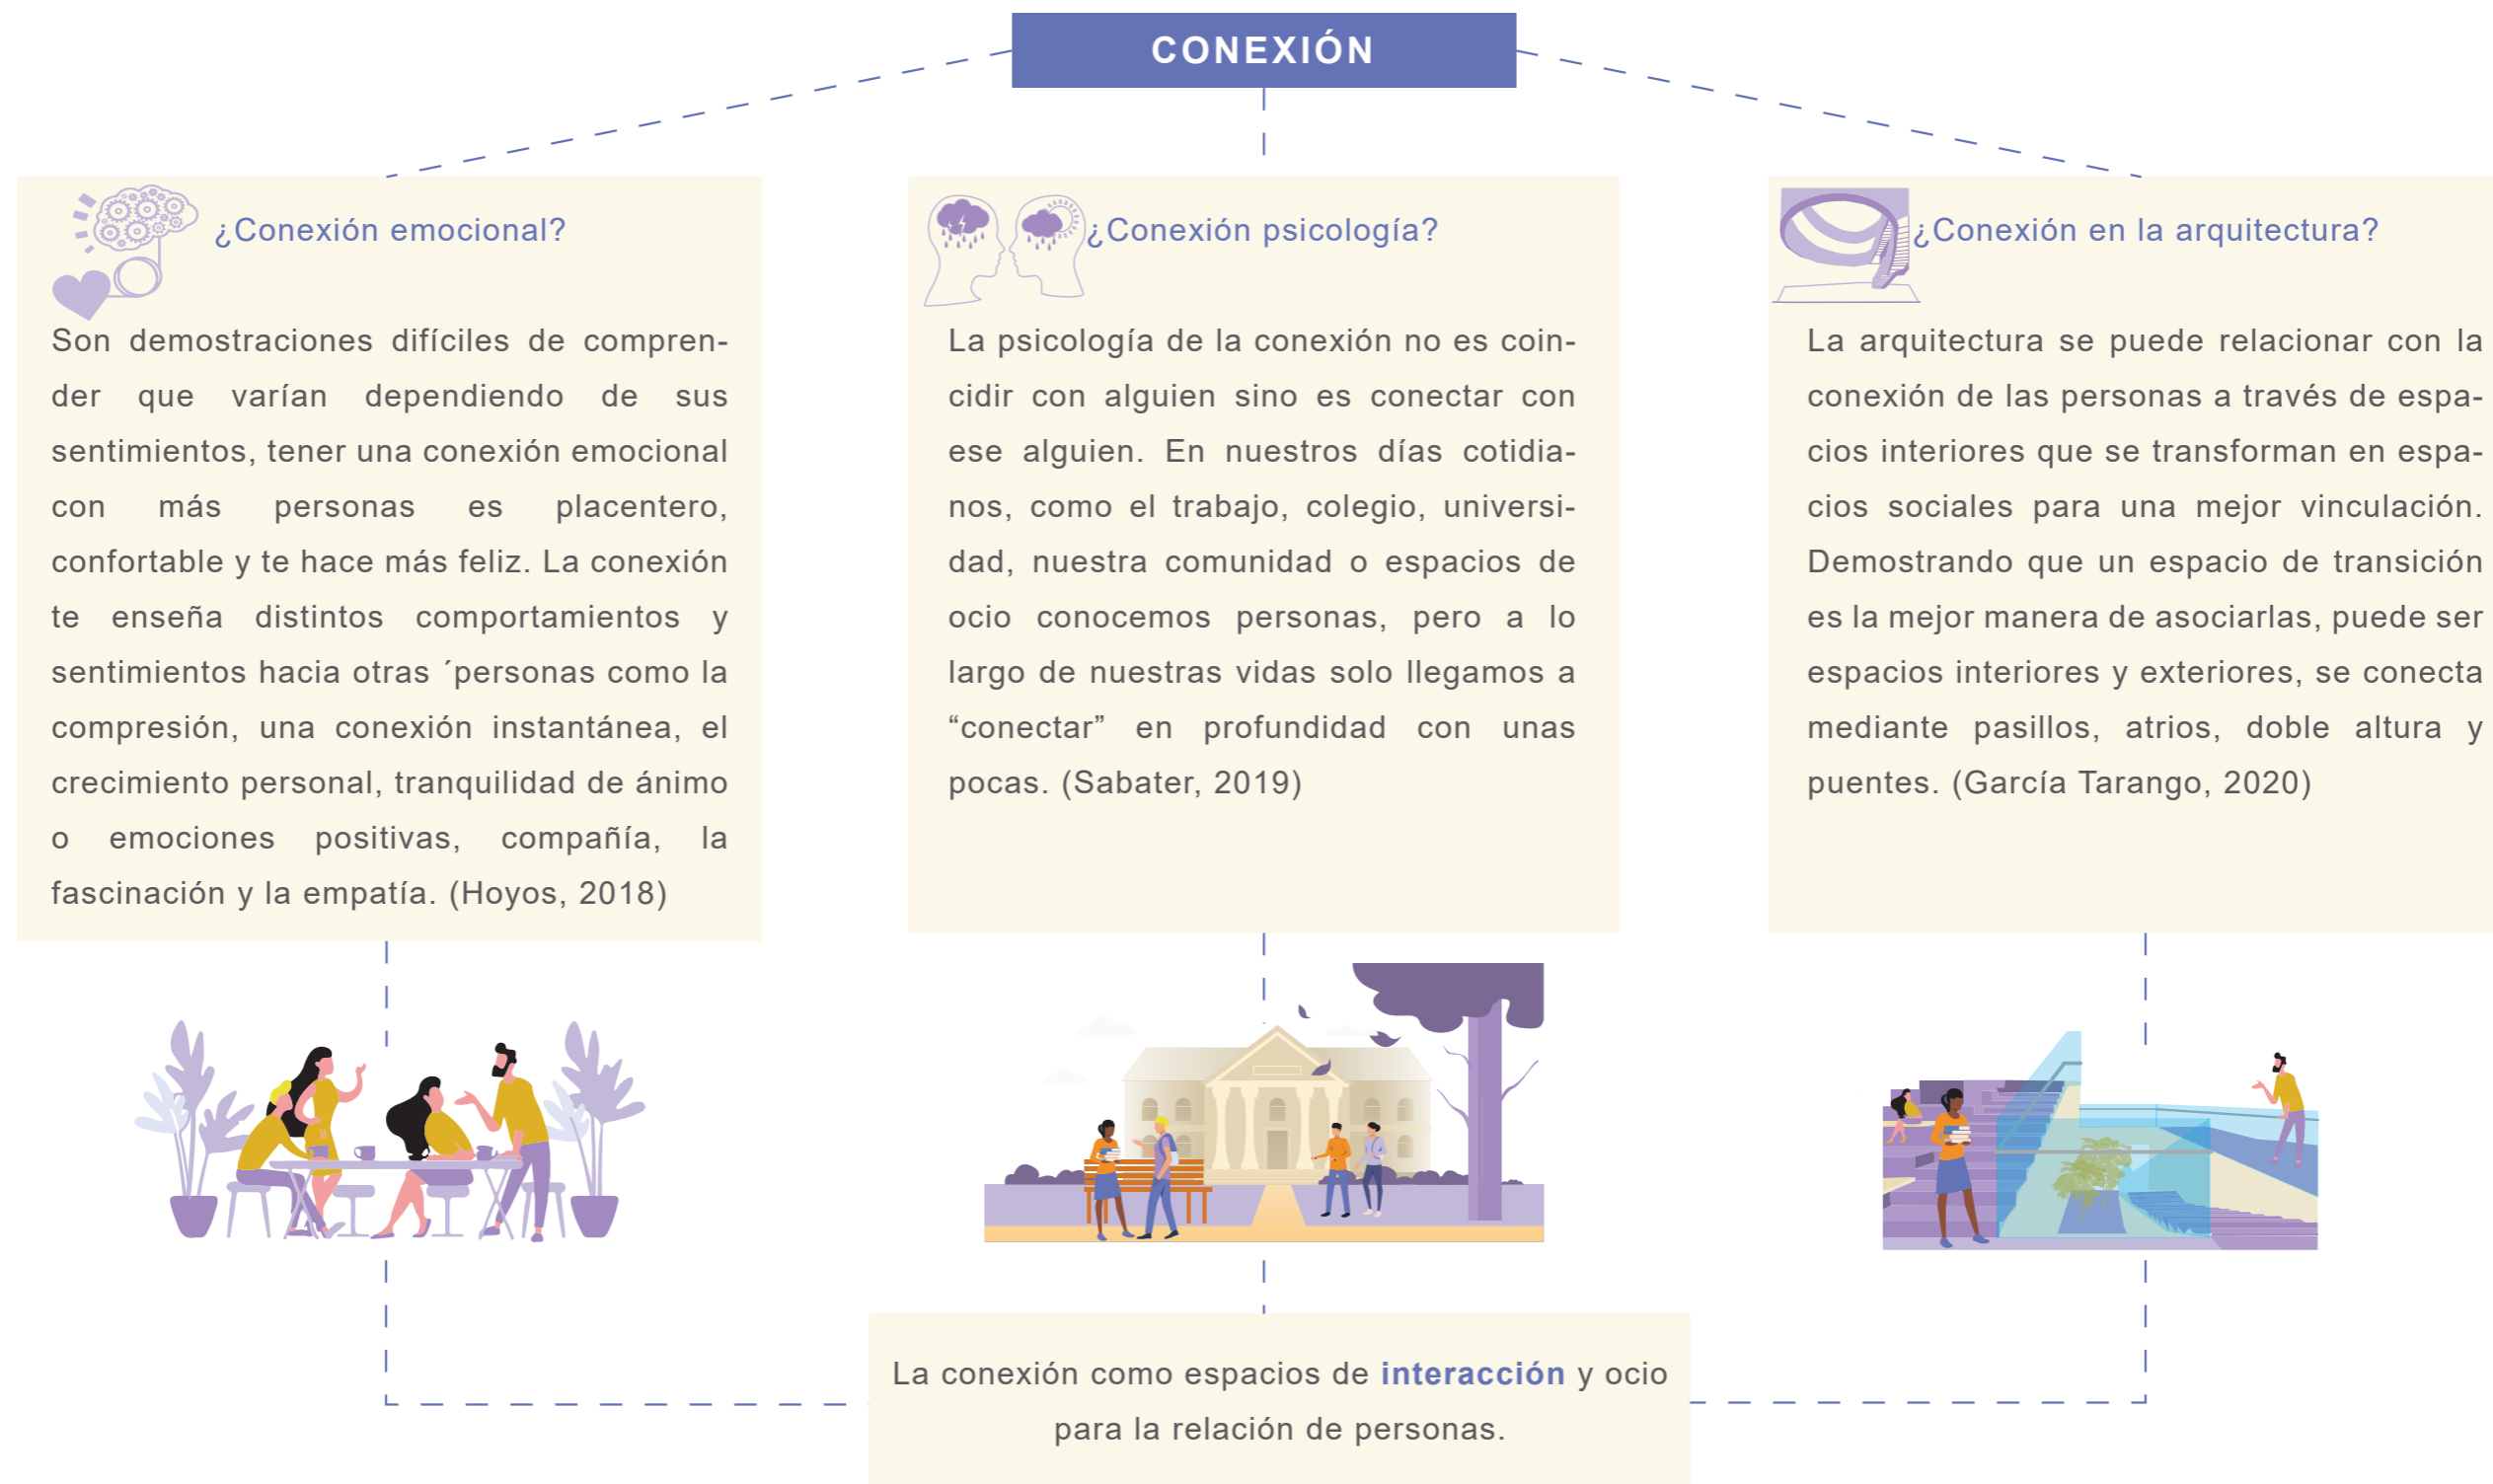 CONEXIÓN
¿Conexión emocional?
Son demostraciones difíciles de compren-
der que varían dependiendo de sus
sentimientos, tener una conexión emocional
con más personas es placentero,
confortable y te hace más feliz. La conexión
te enseña distintos comportamientos y
sentimientos hacia otras ´personas como la
compresión, una conexión instantánea, el
crecimiento personal, tranquilidad de ánimo
o emociones positivas, compañía, la
fascinación y la empatía. (Hoyos, 2018)
¿Conexión psicología?
La psicología de la conexión no es coin-
cidir con alguien sino es conectar con
ese alguien. En nuestros días cotidia-
nos, como el trabajo, colegio, universi-
dad, nuestra comunidad o espacios de
ocio conocemos personas, pero a lo
largo de nuestras vidas solo llegamos a
“conectar” en profundidad con unas
pocas. (Sabater, 2019)
¿Conexión en la arquitectura?
La arquitectura se puede relacionar con la
conexión de las personas a través de espa-
cios interiores que se transforman en espa-
cios sociales para una mejor vinculación.
Demostrando que un espacio de transición
es la mejor manera de asociarlas, puede ser
espacios interiores y exteriores, se conecta
mediante pasillos, atrios, doble altura y
puentes. (García Tarango, 2020)
La conexión como espacios de interacción y ocio
para la relación de personas.